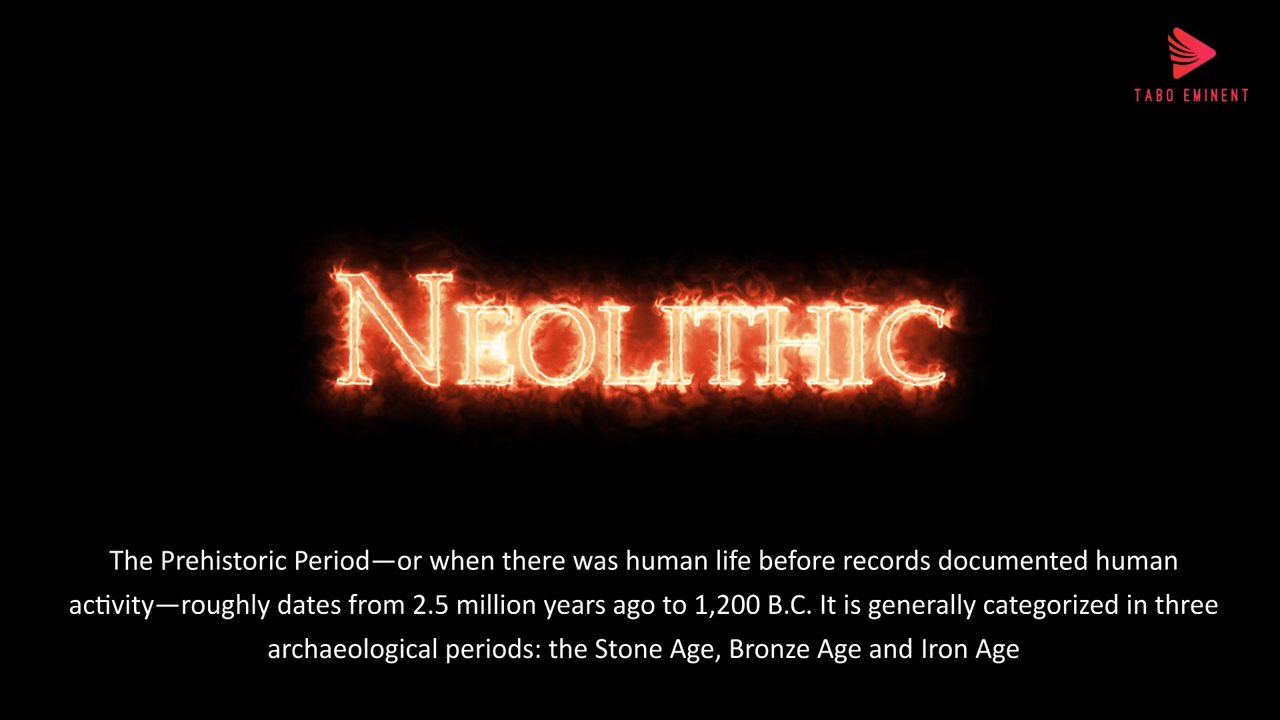 TABO EMINENT
NEOLITHIC
The Prehistoric Period—or when there was human life before records documented human
activity—roughly dates from 2.5 million years ago to 1,200 B.C. It is generally categorized in three
archaeological periods: the Stone Age, Bronze Age and Iron Age